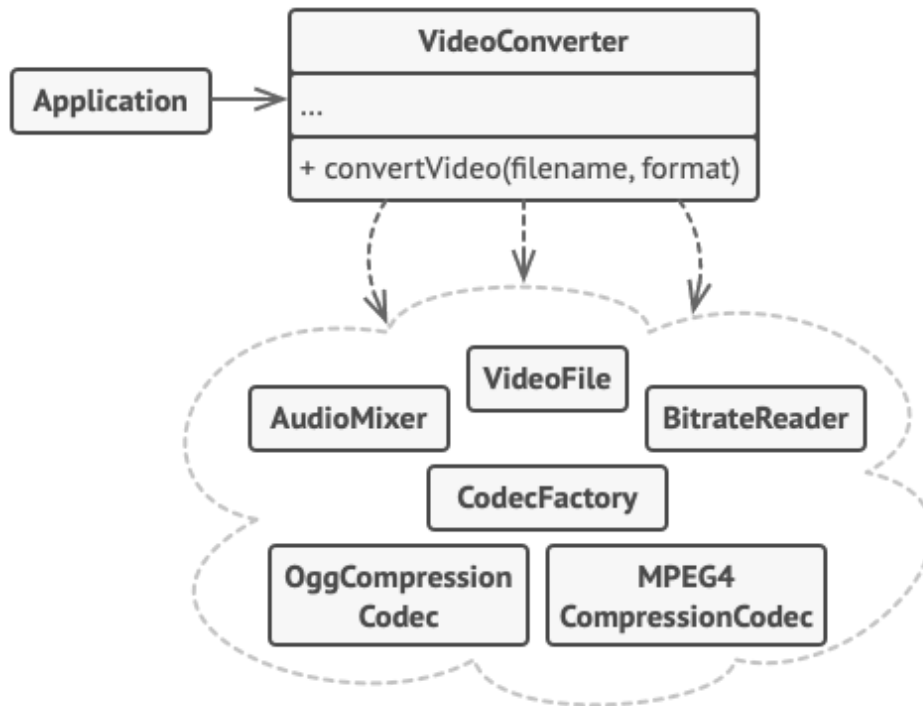 VideoConverter
Application
...
+ convertVideo(filename, format)
VideoFile
AudioMixer
BitrateReader
CodecFactory
OggCompression
Codec
MPEG4
CompressionCodec